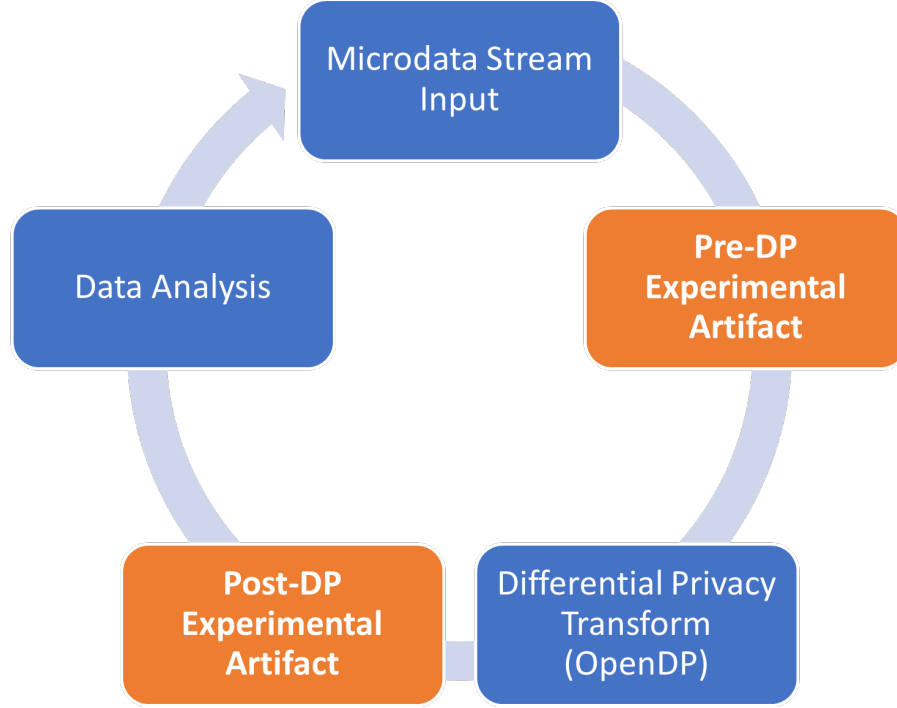 Microdata Stream
Input
Pre-DP
Experimental
Artifact
Differential Privacy
Transform
(OpenDP)
Post-DP
Experimental
Artifact
Data Analysis